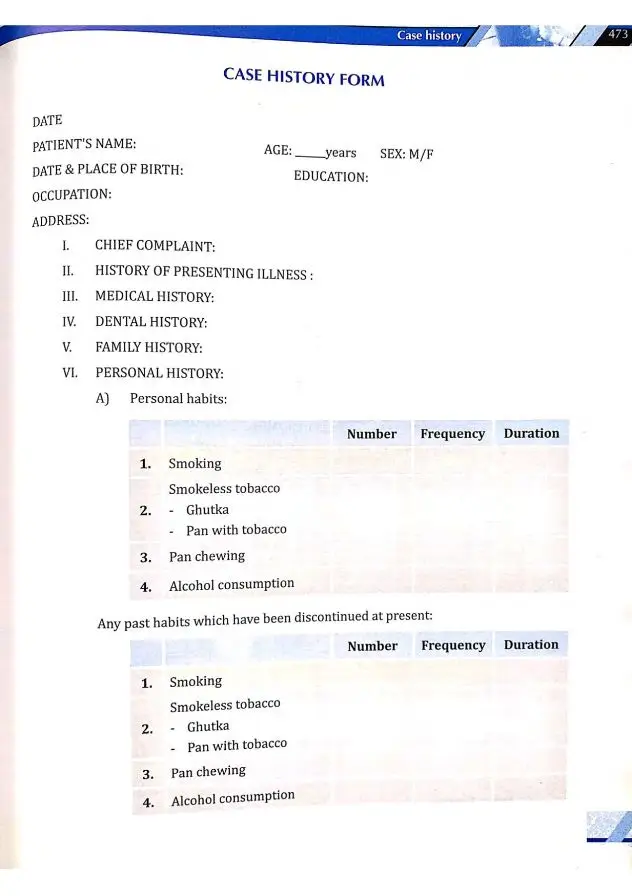 Case history 473
CASE HISTORY FORM
DATE
PATIENT'S NAME: AGE: _____years SEX: M/F
DATE & PLACE OF BIRTH: EDUCATION:
OCCUPATION:
ADDRESS:
I. CHIEF COMPLAINT:
II. HISTORY OF PRESENTING ILLNESS :
III. MEDICAL HISTORY:
IV. DENTAL HISTORY:
V. FAMILY HISTORY:
VI. PERSONAL HISTORY:
A) Personal habits:
Number Frequency Duration
1. Smoking
Smokeless tobacco
2. - Ghutka
- Pan with tobacco
3. Pan chewing
4. Alcohol consumption
Any past habits which have been discontinued at present:
Number Frequency Duration
1. Smoking
Smokeless tobacco
2. - Ghutka
- Pan with tobacco
3. Pan chewing
4. Alcohol consumption